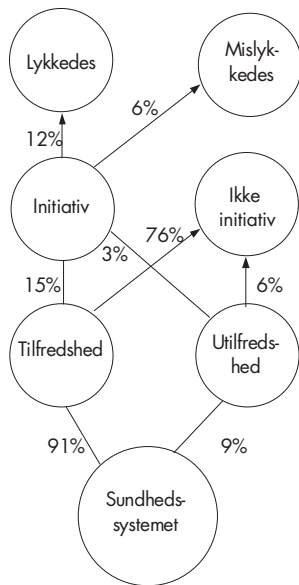 Lykkedes
Mislyk-
kedes
6%
12%
Initiativ
Ikke
initiativ
76%
3%
15%
6%
Tilfredshed
Utilfreds-
hed
91%
9%
Sundheds-
systemet